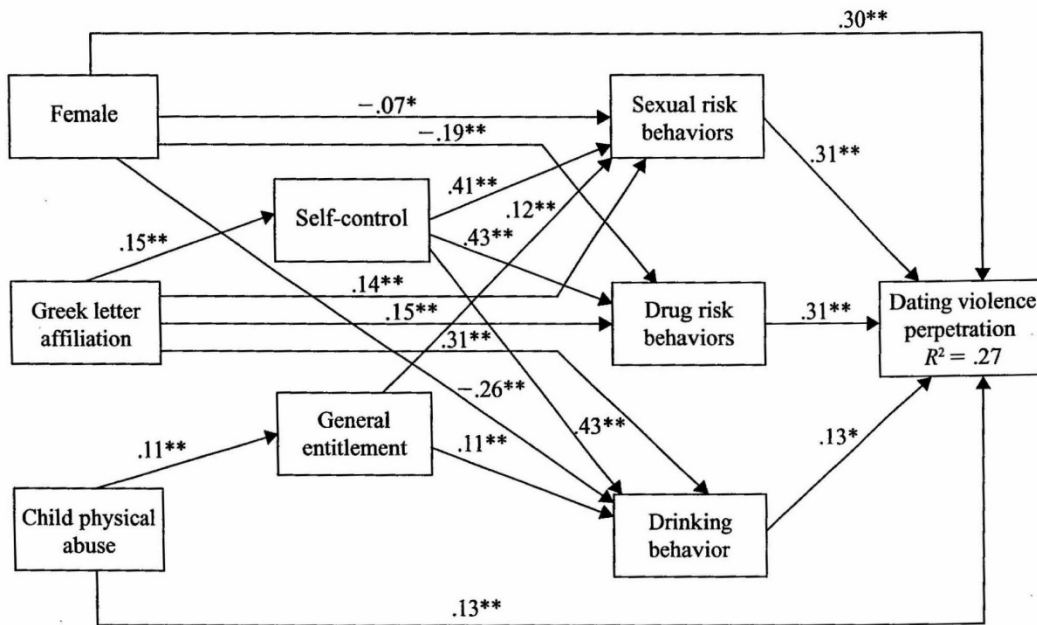 .30**
Female
−.07*
−.19**
Sexual risk
behaviors
.31**
.41**
.12**
Self-control
.43**
.15**
.14**
Greek letter
affiliation
.15**
.31**
Drug risk
behaviors
.31**
Dating violence
perpetration
R² = .27
−.26**
General
entitlement
.43**
.11**
.11**
.13*
Child physical
abuse
Drinking
behavior
.13**